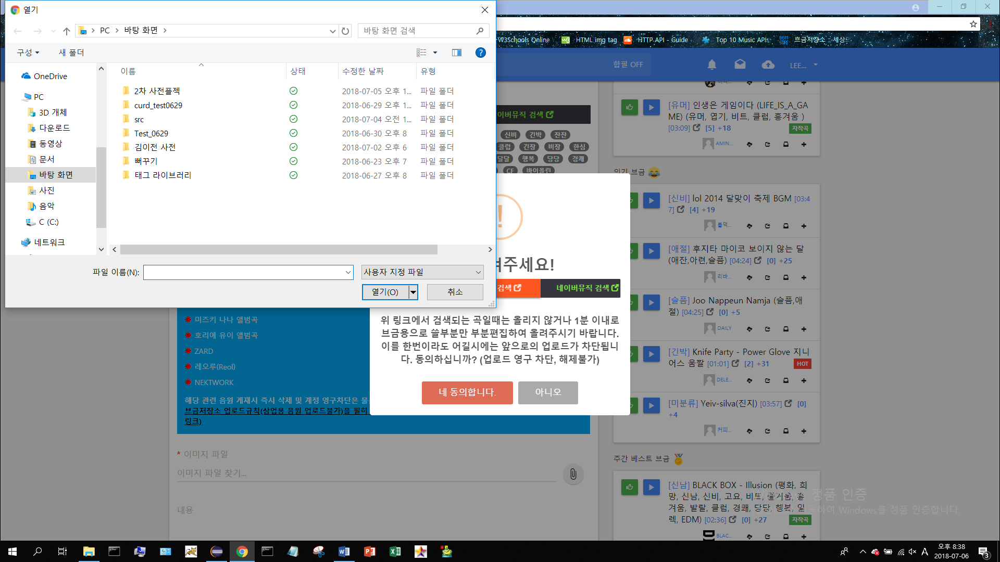 열기
PC
바탕 화면
바탕 화면 검색
구성
새 폴더
이름
상태
수정한 날짜
유형
OneDrive
PC
3D 개체
다운로드
동영상
문서
바탕 화면
사진
음악
C (C:)
네트워크
2차 사전플젝
2018-07-05 오후 1...
파일 폴더
curd_test0629
2018-06-29 오후 1...
파일 폴더
src
2018-07-04 오전 1...
파일 폴더
Test_0629
2018-06-30 오후 8
파일 폴더
김이전 사전
2018-07-02 오후 6
파일 폴더
뻐꾸기
2018-06-23 오후 7
파일 폴더
태그 라이브러리
2018-06-27 오후 8
파일 폴더
파일 이름(N):
사용자 지정 파일
열기(O)
취소
W3Schools Online
HTML img tag
HTTP API - Guide
Top 10 Music APIs
BGM STORE
브금저장소 :: 세상은
합필 OFF
LEE...
이버뮤직 검색
신비 긴박 잔잔
클럽 긴장 비장 한심
달달 행복 당당 경쾌
CF 바이올린
려주세요!
검색
네이버뮤직 검색
위 링크에서 검색되는 곡일때는 올리지 않거나 1분 이내로
브금용으로 쓸부분만 부분편집하여 올려주시기 바랍니다.
이를 한번이라도 어길시에는 앞으로의 업로드가 차단됩니
다. 동의하십니까? (업로드 영구 차단, 해제불가)
네 동의합니다.
아니오
미즈키 나나 앨범곡
호리에 유이 앨범곡
ZARD
레오루(Reol)
NEKTWORK
해당 관련 음원 게재시 즉시 삭제 및 계정 영구차단은 물
브금저장소 업로드규칙(상업용 음원 업로드불가)을 필히
링크)
* 이미지 파일
이미지 파일 찾기...
내용
[유머] 인생은 게임이다 (LIFE_IS_A_GA
ME) (유머, 엽기, 비트, 클럽, 흥겨움 )
[03:09] [5] +18
자작곡
AMIN...
인기 브금
[신비] lol 2014 달맞이 축제 BGM [03:4
7] [4] +19
[애절] 후지타 마이코 보이지 않는 달
(애잔,아련,슬픔) [04:24] [0] +25
리바...
[슬픔] Joo Nappeun Namja (슬픔,애
절) [04:25] [0] +5
DAILY
[긴박] Knife Party - Power Glove 지니
어스 움짤 [01:01] [2] +31
HOT
DELE...
[미분류] Yeiv-silva(진지) [03:57] [0]
+4
커피...
주간 베스트 브금
[신남] BLACK BOX - Illusion (평화, 희
망, 신남, 신비, 고요, 비트, 즐거움, 흥
겨움, 발랄, 클럽, 경쾌, 당당, 행복, 일
렉, EDM) [02:36] [0] +27
자작곡
BLAC...
정품 인증
이동하여 Windows를 정품 인증합니다.
A
오후 8:38
2018-07-06
3